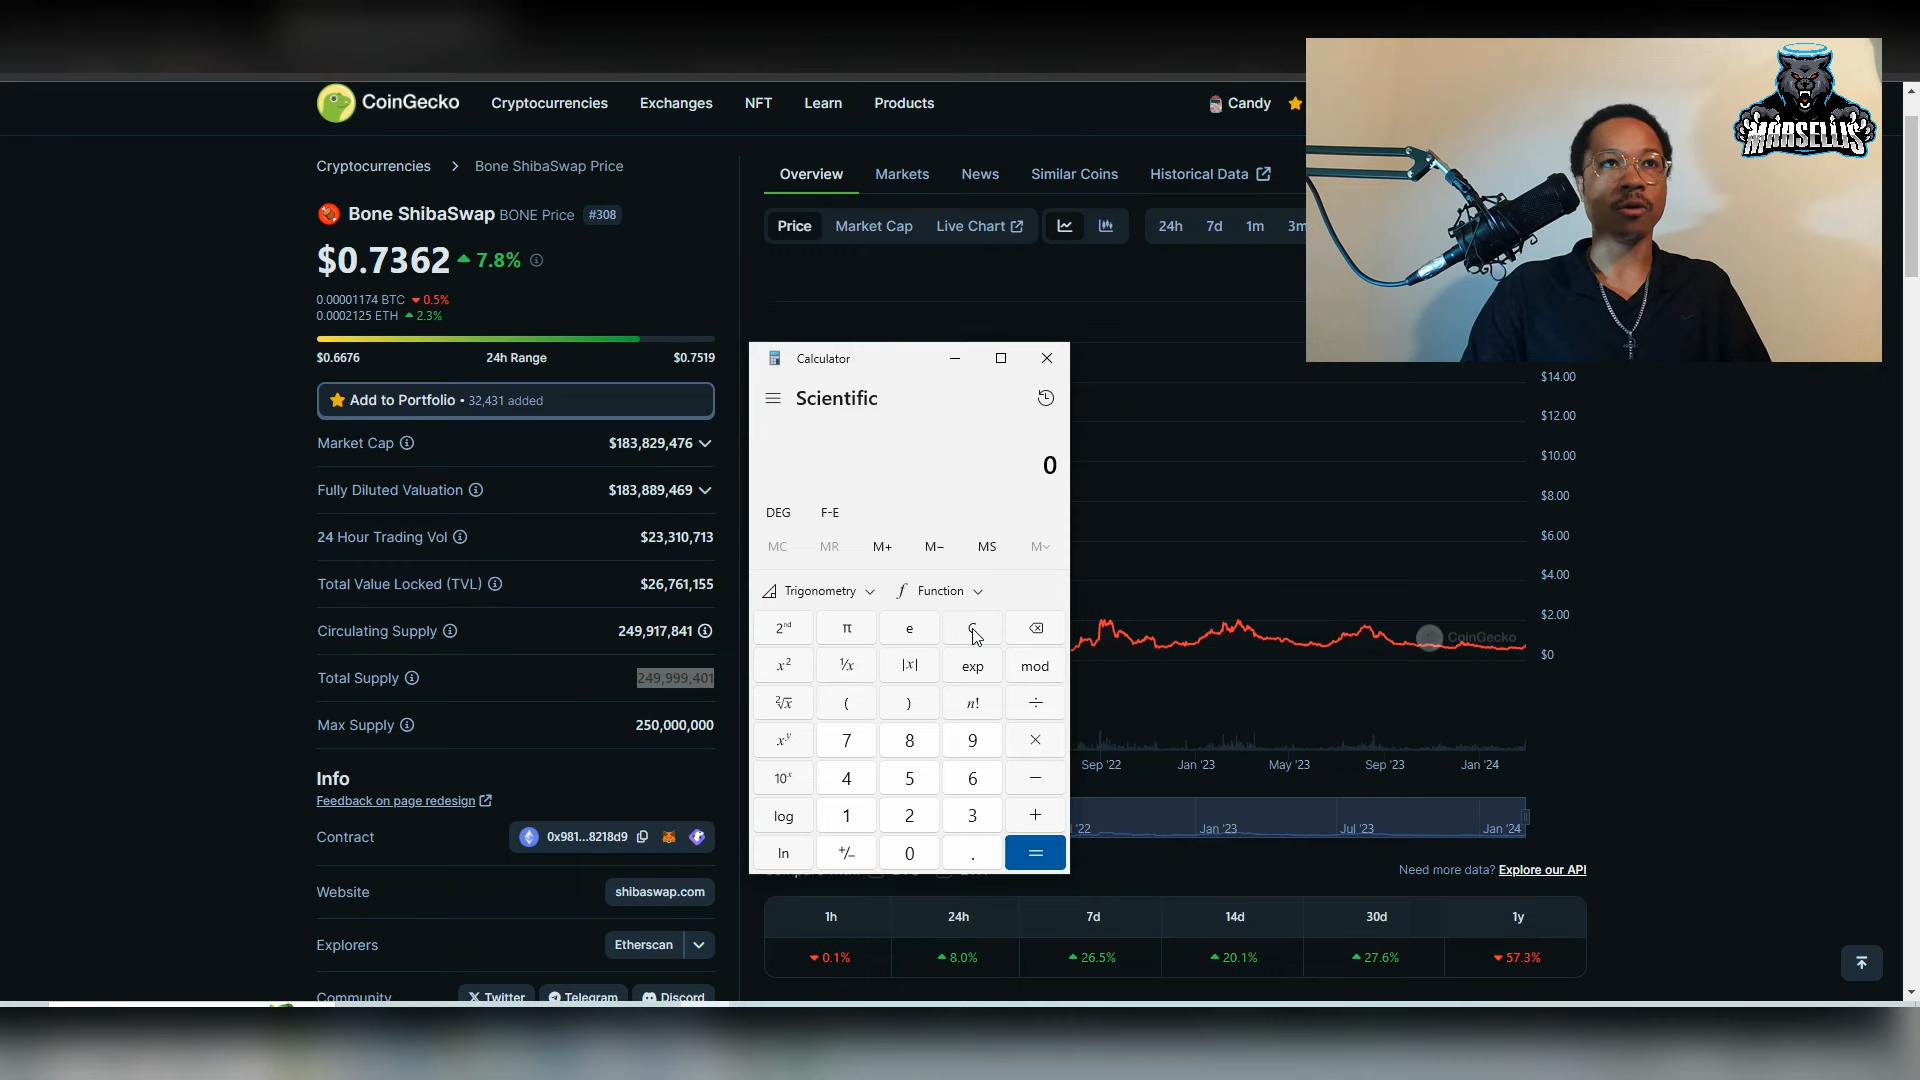 CoinGecko
Cryptocurrencies
Exchanges
NFT
Learn
Products
Candy
MARSELLIS
Cryptocurrencies > Bone ShibaSwap Price
Bone ShibaSwap BONE Price #308
$0.7362 7.8%
0.00001174 BTC 0.5%
0.0002125 ETH 2.3%
$0.6676 24h Range $0.7519
Add to Portfolio • 32,431 added
Market Cap $183,829,476
Fully Diluted Valuation $183,889,469
24 Hour Trading Vol $23,310,713
Total Value Locked (TVL) $26,761,155
Circulating Supply 249,917,841
Total Supply 249,999,401
Max Supply 250,000,000
Info
Feedback on page redesign
Contract 0x981...8218d9
Website shibaswap.com
Explorers Etherscan
Community Twitter Telegram Discord
Overview Markets News Similar Coins Historical Data
Price Market Cap Live Chart 24h 7d 1m 3m
Calculator
Scientific
0
DEG F-E
MC MR M+ M− MS M
Trigonometry Function
2nd π e C
x² ¹/x |x| exp mod
²√x ( ) n! ÷
xʸ 7 8 9 ×
10ˣ 4 5 6 −
log 1 2 3 +
ln +/− 0 . =
$14.00
$12.00
$10.00
$8.00
$6.00
$4.00
$2.00
$0
CoinGecko
Sep '22 Jan '23 May '23 Sep '23 Jan '24
'22 Jan '23 Jul '23 Jan '24
Need more data? Explore our API
1h 24h 7d 14d 30d 1y
0.1% 8.0% 26.5% 20.1% 27.6% 57.3%